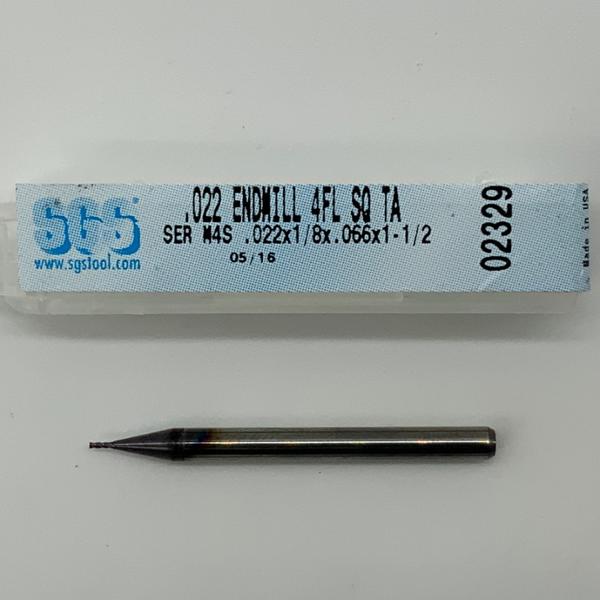 SGS
www.sgstool.com
.022 ENDMILL 4FL SQ TA
SER M4S .022x1/8x.066x1-1/2
05/16
02329
Made in USA